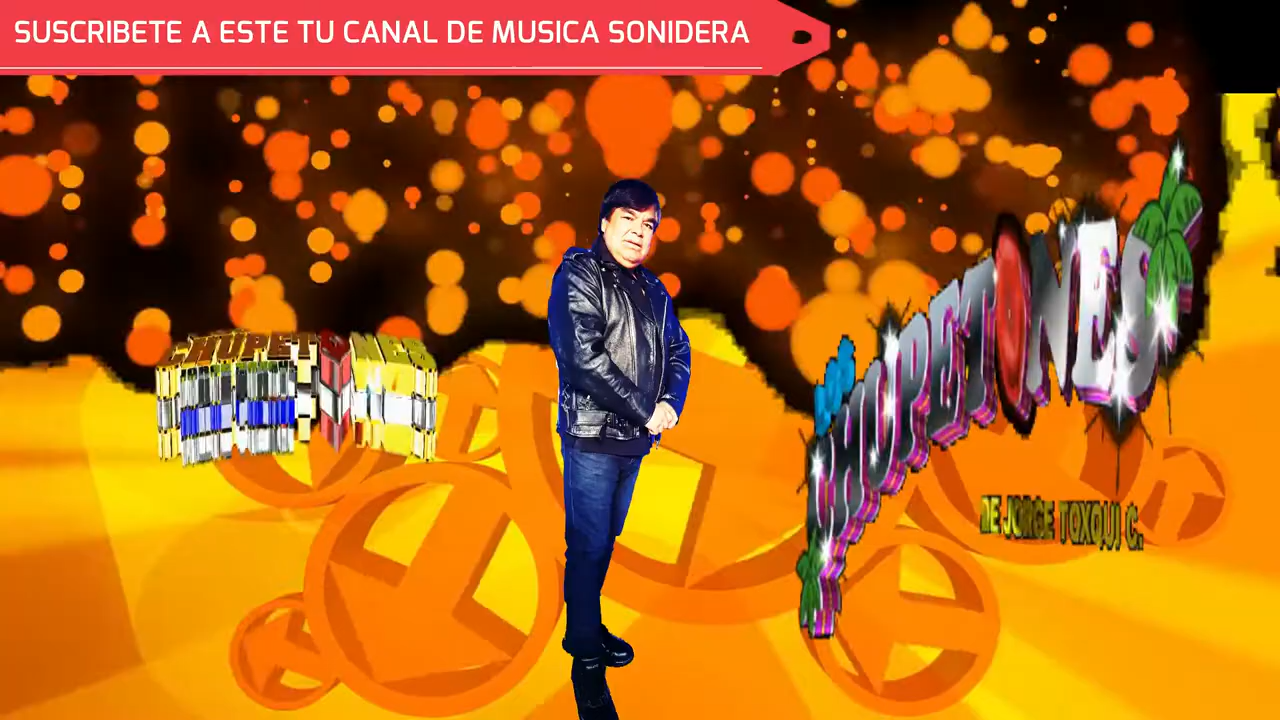 SUSCRIBETE A ESTE TU CANAL DE MUSICA SONIDERA
CHUPETONES
CHUPETONES
DE JORGE TOXQUI C.